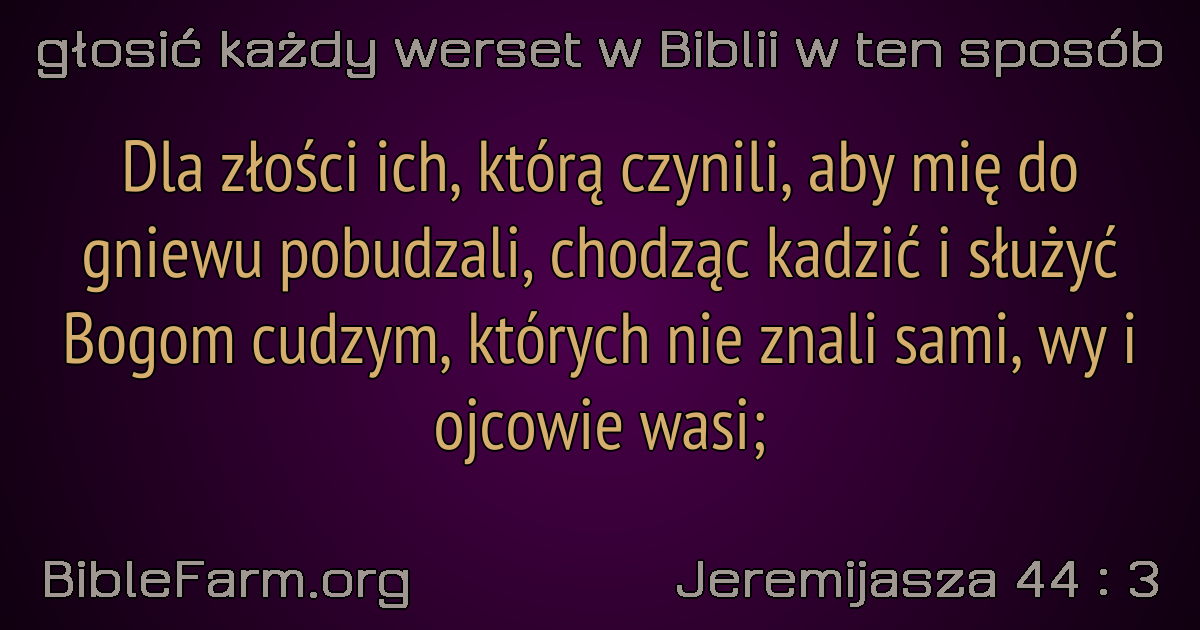 głosić każdy werset w Biblii w ten sposób
Dla złości ich, którą czynili, aby mię do
gniewu pobudzali, chodząc kadzić i służyć
Bogom cudzym, których nie znali sami, wy i
ojcowie wasi;
BibleFarm.org
Jeremijasza 44 : 3